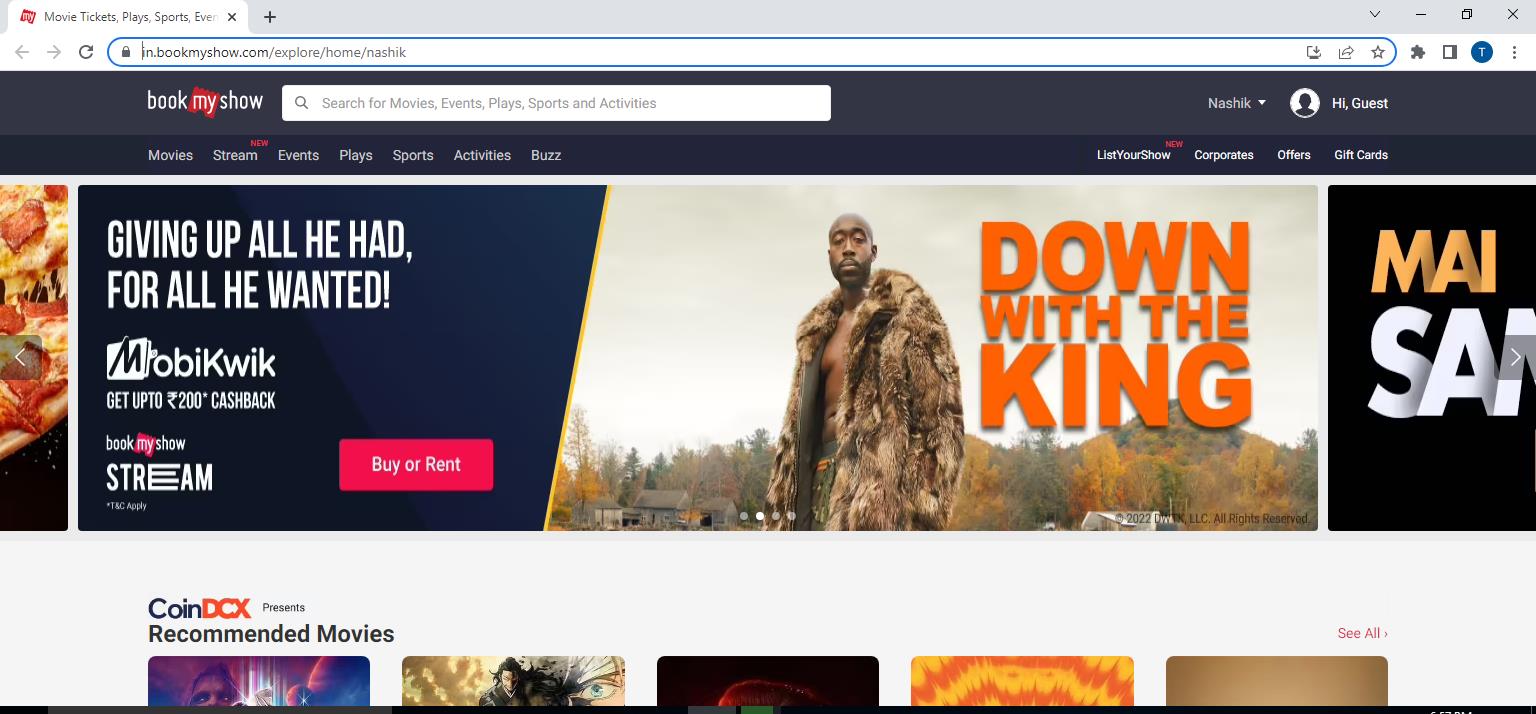 Movie Tickets, Plays, Sports, Even
in.bookmyshow.com/explore/home/nashik
T
book my show
Search for Movies, Events, Plays, Sports and Activities
Nashik
Hi, Guest
Movies
Stream
NEW
Events
Plays
Sports
Activities
Buzz
ListYourShow
NEW
Corporates
Offers
Gift Cards
GIVING UP ALL HE HAD,
FOR ALL HE WANTED!
MobiKwik
GET UPTO ₹200* CASHBACK
book my show
STREAM
*T&C Apply
Buy or Rent
DOWN
WITH THE
KING
© 2022 DWTK, LLC. All Rights Reserved.
MAI
SAN
CoinDCX Presents
Recommended Movies
See All ›